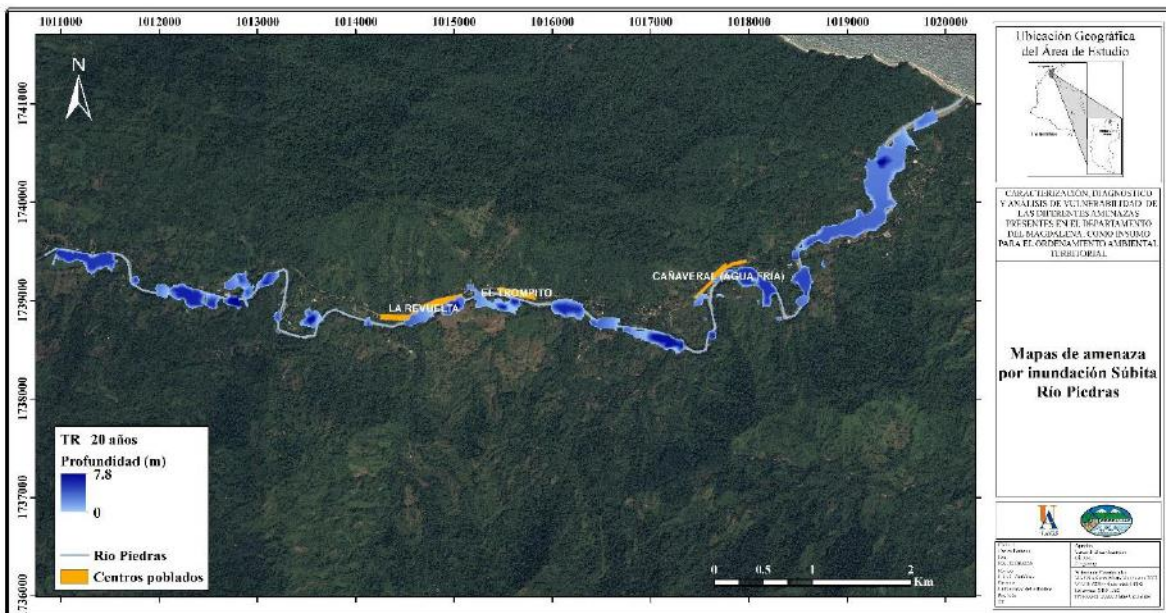 1011000 1012000 1013000 1014000 1015000 1016000 1017000 1018000 1019000 1020000
N
1741000
1740000
1739000
1738000
1737000
1736000
LA REVUELTA
EL TROMPITO
CAÑAVERAL (AGUA FRIA)
TR 20 años
Profundidad (m)
7.8
0
Río Piedras
Centros poblados
0 0.5 1 2
Km
Ubicación Geográfica
del Área de Estudio
CARACTERIZACIÓN, DIAGNOSTICO
Y ANALISIS DE VULNERABILIDAD DE
LAS DIFERENTES AMENAZAS
PRESENTES EN EL DEPARTAMENTO
DEL MAGDALENA, COMO INSUMO
PARA EL ORDENAMIENTO AMBIENTAL
TERRITORIAL
Mapas de amenaza
por inundación Súbita
Río Piedras